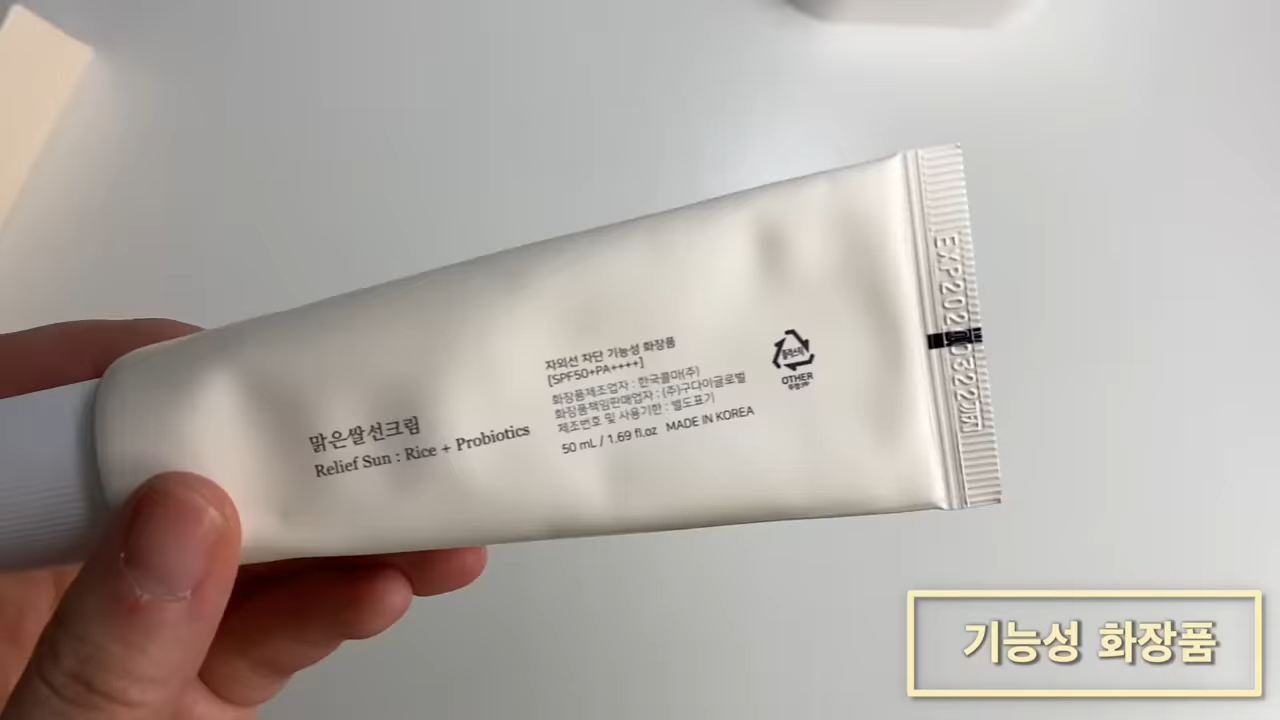 맑은쌀선크림
Relief Sun : Rice + Probiotics
자외선 차단 기능성 화장품
[SPF50+PA++++]
화장품제조업자 : 한국콜마(주)
화장품책임판매업자 : (주)구다이글로벌
제조번호 및 사용기한 : 별도표기
50 mL / 1.69 fl.oz MADE IN KOREA
플라스틱
OTHER
기능성 화장품